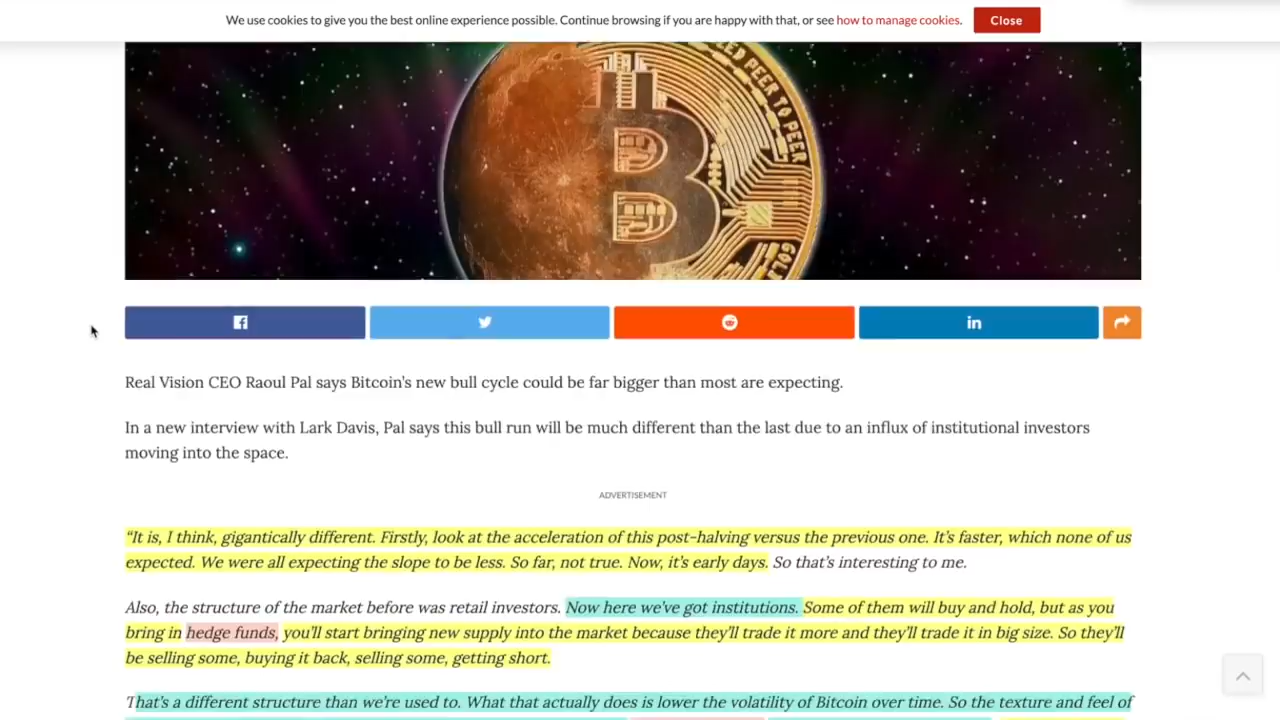 We use cookies to give you the best online experience possible. Continue browsing if you are happy with that, or see how to manage cookies. Close
PEER TO PEER
GOL
Real Vision CEO Raoul Pal says Bitcoin's new bull cycle could be far bigger than most are expecting.
In a new interview with Lark Davis, Pal says this bull run will be much different than the last due to an influx of institutional investors
moving into the space.
ADVERTISEMENT
“It is, I think, gigantically different. Firstly, look at the acceleration of this post-halving versus the previous one. It's faster, which none of us
expected. We were all expecting the slope to be less. So far, not true. Now, it's early days. So that's interesting to me.
Also, the structure of the market before was retail investors. Now here we've got institutions. Some of them will buy and hold, but as you
bring in hedge funds, you'll start bringing new supply into the market because they'll trade it more and they'll trade it in big size. So they'll
be selling some, buying it back, selling some, getting short.
That's a different structure than we're used to. What that actually does is lower the volatility of Bitcoin over time. So the texture and feel of